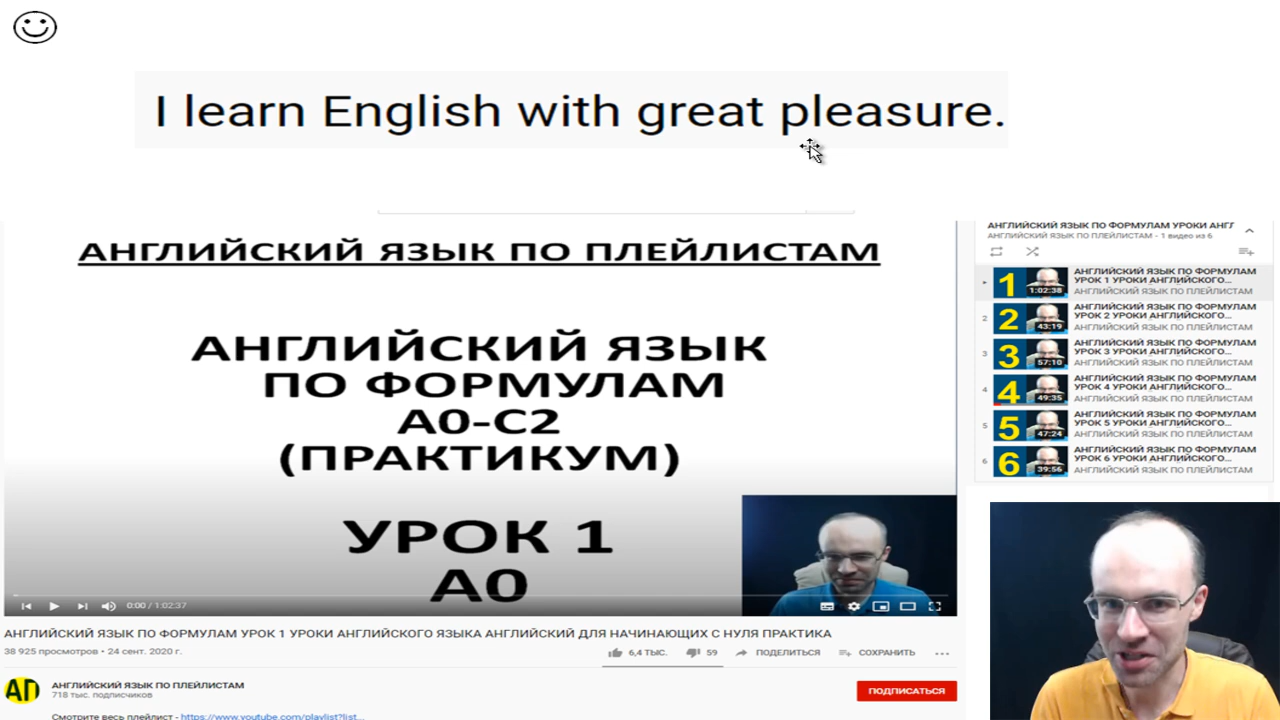 I learn English with great pleasure.
АНГЛИЙСКИЙ ЯЗЫК ПО ПЛЕЙЛИСТАМ
АНГЛИЙСКИЙ ЯЗЫК
ПО ФОРМУЛАМ
А0-С2
(ПРАКТИКУМ)
УРОК 1
А0
0:00 / 1:02:37
АНГЛИЙСКИЙ ЯЗЫК ПО ФОРМУЛАМ УРОК 1 УРОКИ АНГЛИЙСКОГО ЯЗЫКА АНГЛИЙСКИЙ ДЛЯ НАЧИНАЮЩИХ С НУЛЯ ПРАКТИКА
38 925 просмотров • 24 сент. 2020 г.
6,4 ТЫС.
59
ПОДЕЛИТЬСЯ
СОХРАНИТЬ
АП
АНГЛИЙСКИЙ ЯЗЫК ПО ПЛЕЙЛИСТАМ
718 тыс. подписчиков
ПОДПИСАТЬСЯ
Смотрите весь плейлист - https://www.youtube.com/playlist?list...
АНГЛИЙСКИЙ ЯЗЫК ПО ФОРМУЛАМ УРОКИ АНГЛ
АНГЛИЙСКИЙ ЯЗЫК ПО ПЛЕЙЛИСТАМ - 1 видео из 6
1
1:02:38
АНГЛИЙСКИЙ ЯЗЫК ПО ФОРМУЛАМ
УРОК 1 УРОКИ АНГЛИЙСКОГО...
АНГЛИЙСКИЙ ЯЗЫК ПО ПЛЕЙЛИСТАМ
2
2
43:19
АНГЛИЙСКИЙ ЯЗЫК ПО ФОРМУЛАМ
УРОК 2 УРОКИ АНГЛИЙСКОГО...
АНГЛИЙСКИЙ ЯЗЫК ПО ПЛЕЙЛИСТАМ
3
3
57:10
АНГЛИЙСКИЙ ЯЗЫК ПО ФОРМУЛАМ
УРОК 3 УРОКИ АНГЛИЙСКОГО...
АНГЛИЙСКИЙ ЯЗЫК ПО ПЛЕЙЛИСТАМ
4
4
49:35
АНГЛИЙСКИЙ ЯЗЫК ПО ФОРМУЛАМ
УРОК 4 УРОКИ АНГЛИЙСКОГО...
АНГЛИЙСКИЙ ЯЗЫК ПО ПЛЕЙЛИСТАМ
5
5
47:24
АНГЛИЙСКИЙ ЯЗЫК ПО ФОРМУЛАМ
УРОК 5 УРОКИ АНГЛИЙСКОГО...
АНГЛИЙСКИЙ ЯЗЫК ПО ПЛЕЙЛИСТАМ
6
6
39:56
АНГЛИЙСКИЙ ЯЗЫК ПО ФОРМУЛАМ
УРОК 6 УРОКИ АНГЛИЙСКОГО...
АНГЛИЙСКИЙ ЯЗЫК ПО ПЛЕЙЛИСТАМ